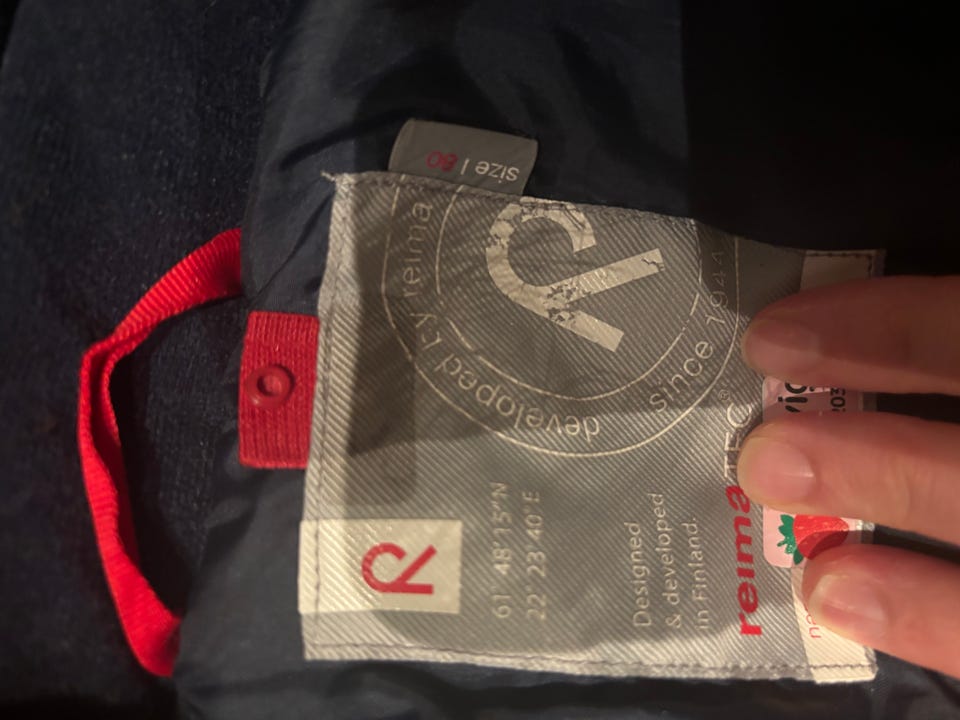 size | 80
developed by reima
since 1944
R
61°48'15"N
22°23'40"E
Designed
& developed
in Finland.
reimaTEC®